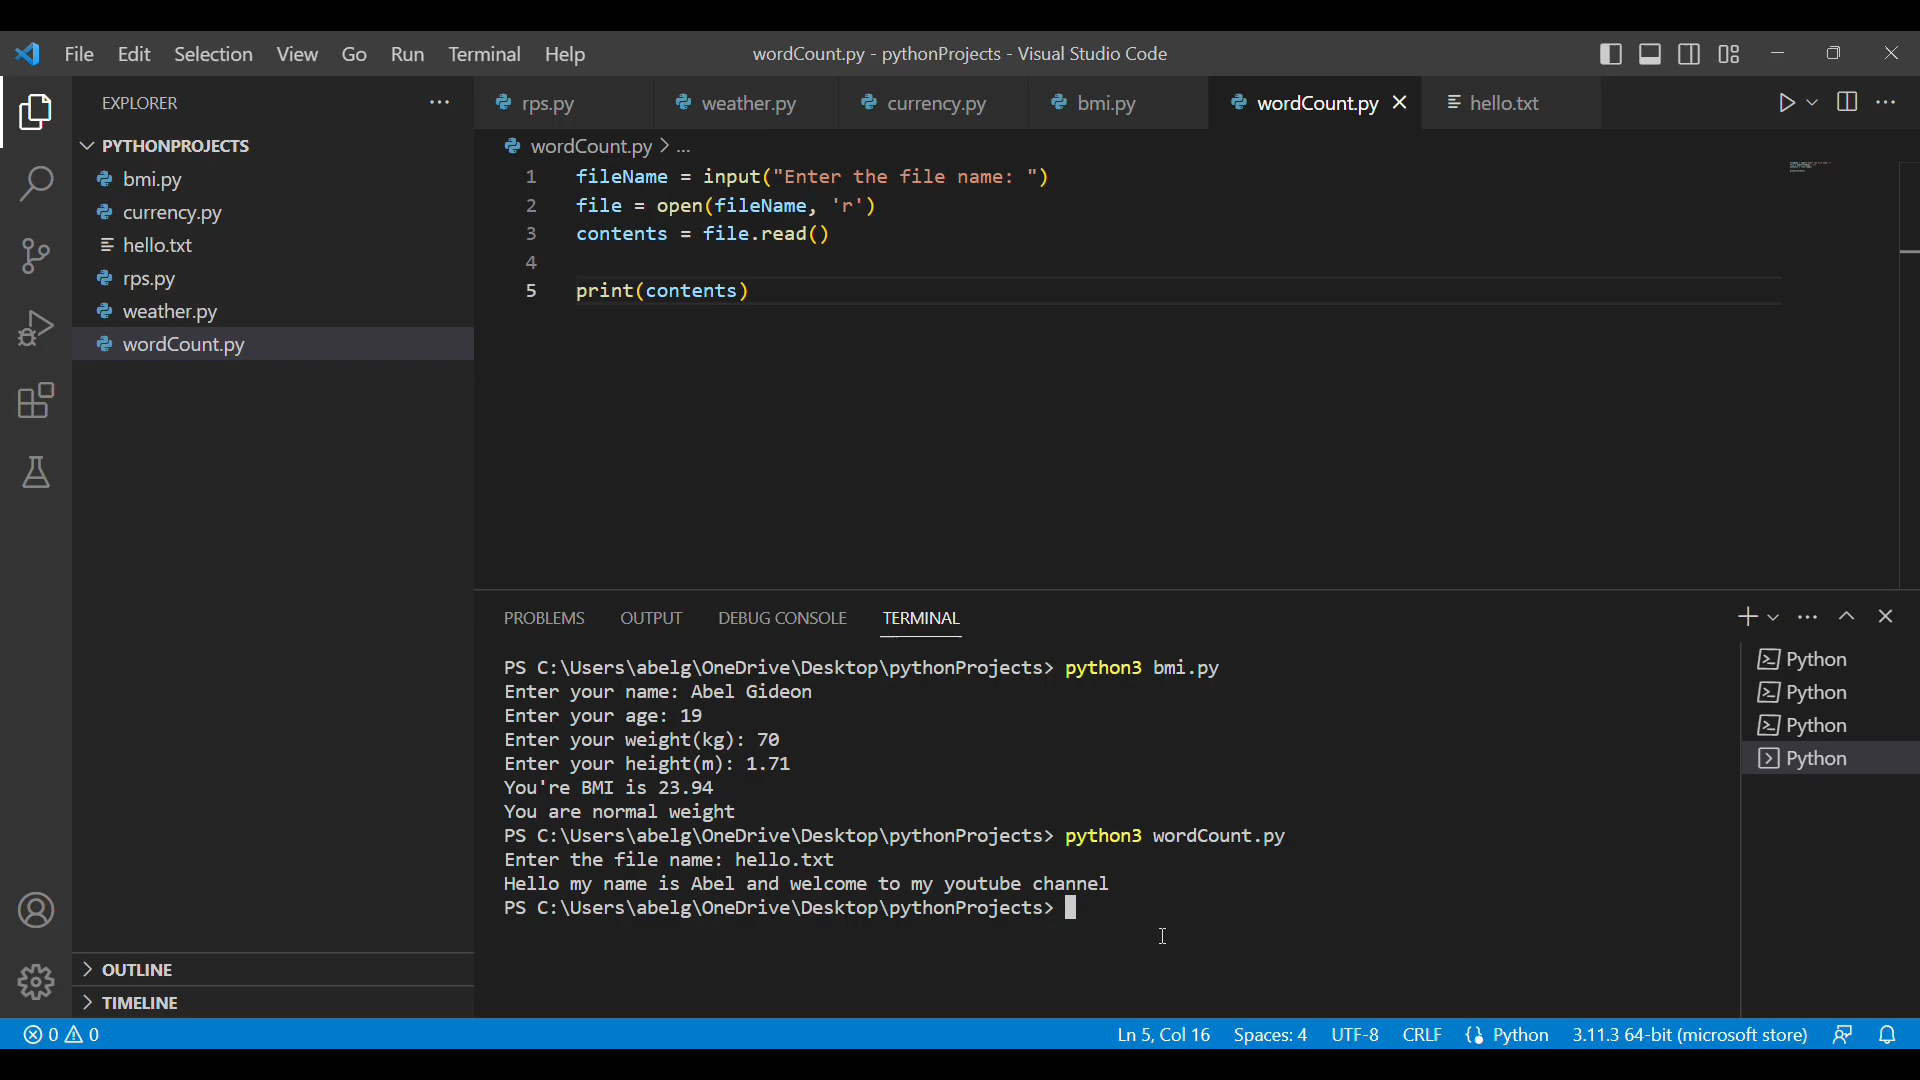 File Edit Selection View Go Run Terminal Help wordCount.py - pythonProjects - Visual Studio Code
EXPLORER ...
rps.py weather.py currency.py bmi.py wordCount.py hello.txt
PYTHONPROJECTS
bmi.py
currency.py
hello.txt
rps.py
weather.py
wordCount.py
OUTLINE
TIMELINE
wordCount.py > ...
1 fileName = input("Enter the file name: ")
2 file = open(fileName, 'r')
3 contents = file.read()
4
5 print(contents)
PROBLEMS OUTPUT DEBUG CONSOLE TERMINAL
PS C:\Users\abelg\OneDrive\Desktop\pythonProjects> python3 bmi.py
Enter your name: Abel Gideon
Enter your age: 19
Enter your weight(kg): 70
Enter your height(m): 1.71
You're BMI is 23.94
You are normal weight
PS C:\Users\abelg\OneDrive\Desktop\pythonProjects> python3 wordCount.py
Enter the file name: hello.txt
Hello my name is Abel and welcome to my youtube channel
PS C:\Users\abelg\OneDrive\Desktop\pythonProjects>
Python
Python
Python
Python
0 0 Ln 5, Col 16 Spaces: 4 UTF-8 CRLF Python 3.11.3 64-bit (microsoft store)